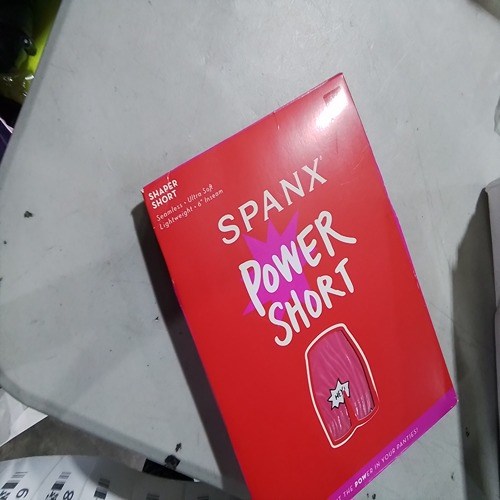 SHAPER
SHORT
Seamless • Ultra Soft
Lightweight • 6" Inseam
SPANX®
POWER
SHORT
THE POWER IN YOUR PANTIES